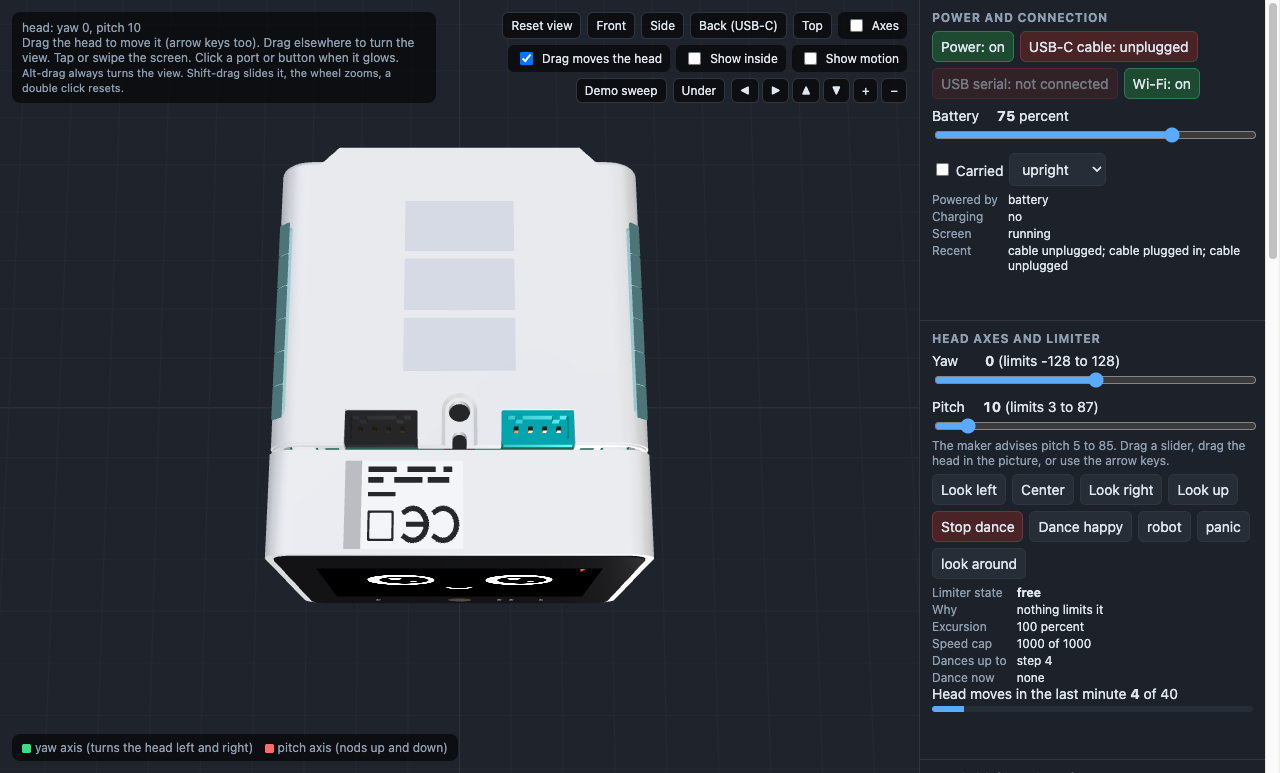 head: yaw 0, pitch 10
Drag the head to move it (arrow keys too). Drag elsewhere to turn the
view. Tap or swipe the screen. Click a port or button when it glows.
Alt-drag always turns the view. Shift-drag slides it, the wheel zooms, a
double click resets.
Reset view Front Side Back (USB-C) Top Axes
Drag moves the head Show inside Show motion
Demo sweep Under ◀ ▶ ▲ ▼ + −
CE
yaw axis (turns the head left and right) pitch axis (nods up and down)
POWER AND CONNECTION
Power: on USB-C cable: unplugged
USB serial: not connected Wi-Fi: on
Battery 75 percent
Carried upright
Powered by battery
Charging no
Screen running
Recent cable unplugged; cable plugged in; cable
unplugged
HEAD AXES AND LIMITER
Yaw 0 (limits -128 to 128)
Pitch 10 (limits 3 to 87)
The maker advises pitch 5 to 85. Drag a slider, drag the
head in the picture, or use the arrow keys.
Look left Center Look right Look up
Stop dance Dance happy robot panic
look around
Limiter state free
Why nothing limits it
Excursion 100 percent
Speed cap 1000 of 1000
Dances up to step 4
Dance now none
Head moves in the last minute 4 of 40